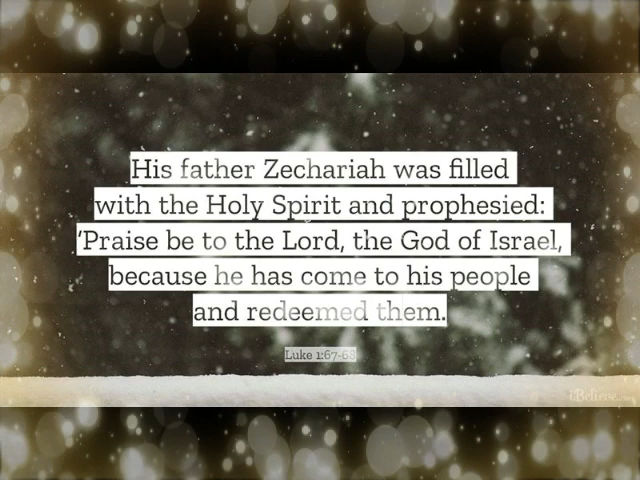 His father Zechariah was filled
with the Holy Spirit and prophesied:
‘Praise be to the Lord, the God of Israel,
because he has come to his people
and redeemed them.
Luke 1:67-68
iBelieve.com